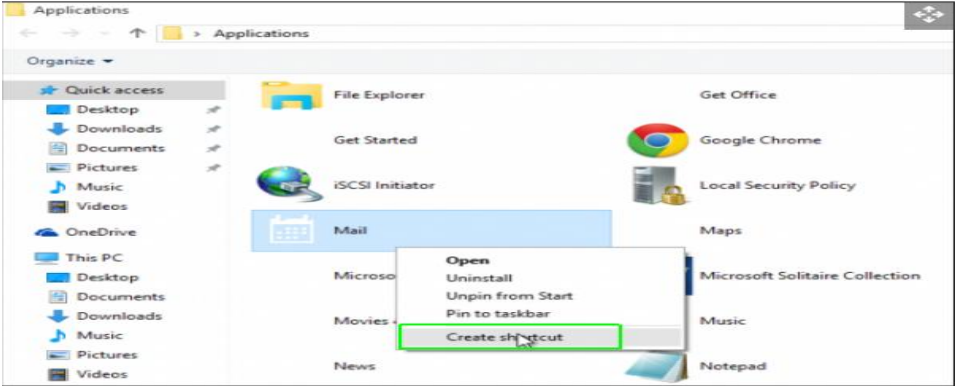 Applications
Applications
Organize
Quick access
Desktop
Downloads
Documents
Pictures
Music
Videos
OneDrive
This PC
Desktop
Documents
Downloads
Music
Pictures
Videos
File Explorer
Get Office
Get Started
Google Chrome
iSCSI Initiator
Local Security Policy
Mail
Maps
Microso
Microsoft Solitaire Collection
Movies
Music
News
Notepad
Open
Uninstall
Unpin from Start
Pin to taskbar
Create shortcut